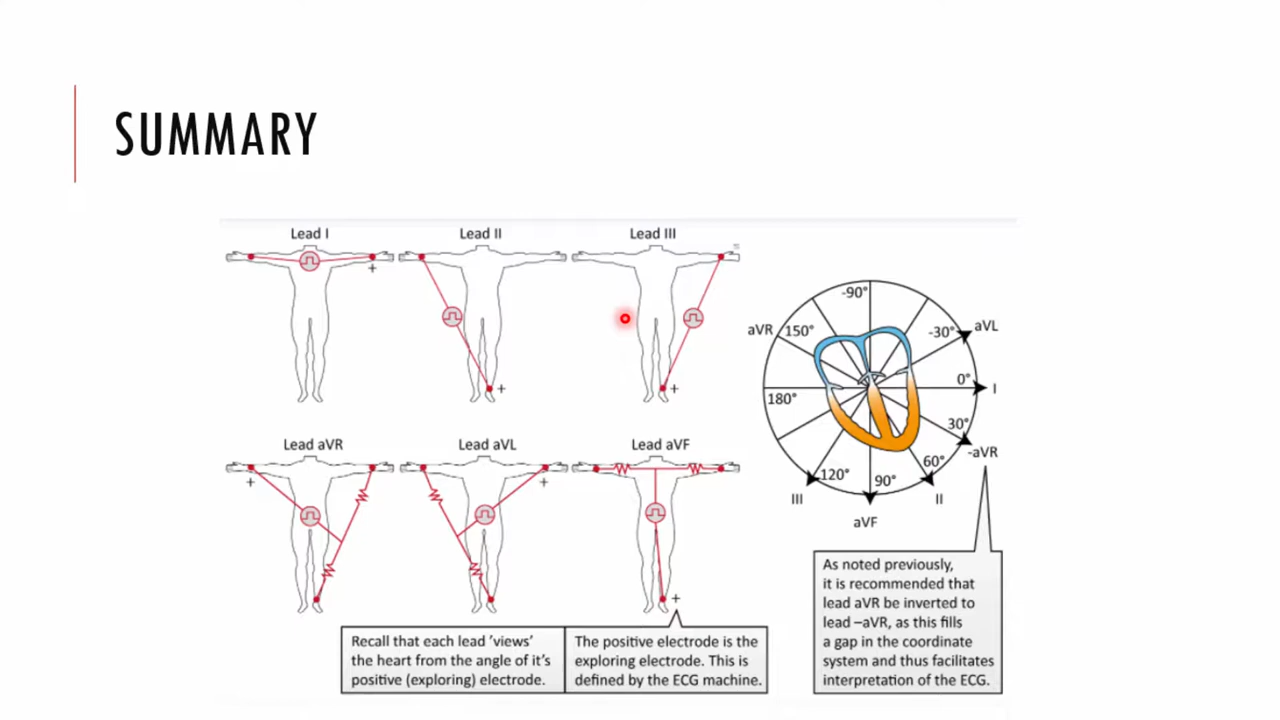 SUMMARY
Lead I
Lead II
Lead III
+
+
+
Lead aVR
Lead aVL
Lead aVF
+
+
+
-90°
aVR
150°
-30°
aVL
180°
0°
I
30°
-aVR
60°
II
90°
aVF
120°
III
Recall that each lead ’views’
the heart from the angle of it’s
positive (exploring) electrode.
The positive electrode is the
exploring electrode. This is
defined by the ECG machine.
As noted previously,
it is recommended that
lead aVR be inverted to
lead –aVR, as this fills
a gap in the coordinate
system and thus facilitates
interpretation of the ECG.